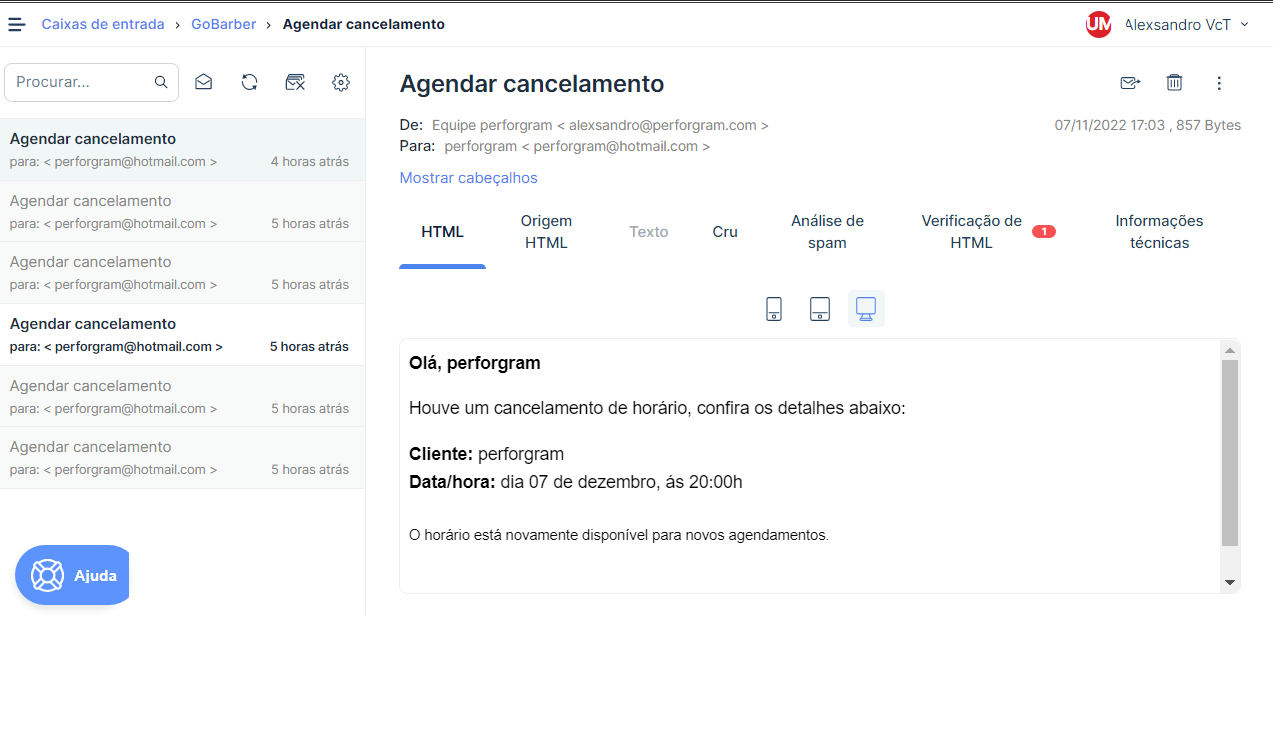 Caixas de entrada › GoBarber › Agendar cancelamento
UM Alexsandro VcT
Procurar...
Agendar cancelamento
para: < perforgram@hotmail.com > 4 horas atrás
Agendar cancelamento
para: < perforgram@hotmail.com > 5 horas atrás
Agendar cancelamento
para: < perforgram@hotmail.com > 5 horas atrás
Agendar cancelamento
para: < perforgram@hotmail.com > 5 horas atrás
Agendar cancelamento
para: < perforgram@hotmail.com > 5 horas atrás
Agendar cancelamento
para: < perforgram@hotmail.com > 5 horas atrás
Ajuda
Agendar cancelamento
De: Equipe perforgram < alexsandro@perforgram.com > 07/11/2022 17:03 , 857 Bytes
Para: perforgram < perforgram@hotmail.com >
Mostrar cabeçalhos
HTML
Origem
HTML
Texto
Cru
Análise de
spam
Verificação de
HTML
1
Informações
técnicas
Olá, perforgram
Houve um cancelamento de horário, confira os detalhes abaixo:
Cliente: perforgram
Data/hora: dia 07 de dezembro, ás 20:00h
O horário está novamente disponível para novos agendamentos.